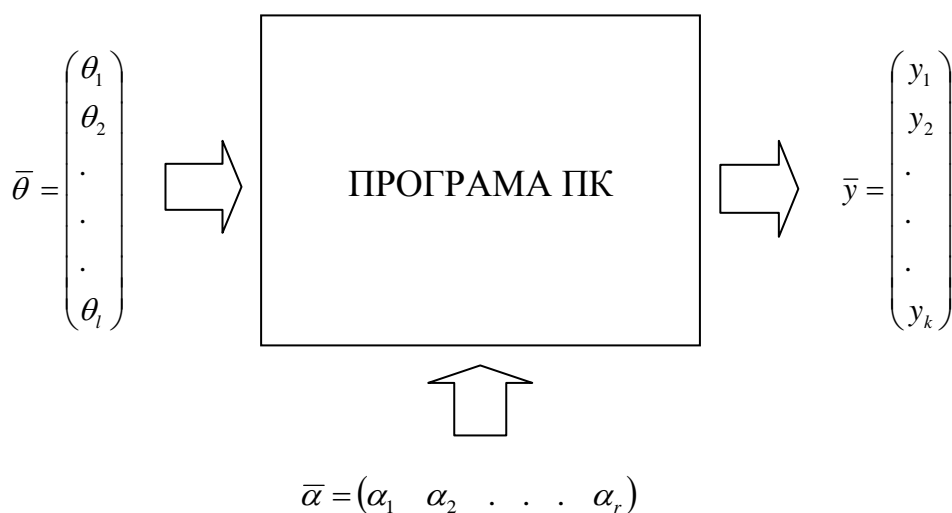 θ̅ = (θ₁ θ₂ . . . θₗ)
ПРОГРАМА ПК
y̅ = (y₁ y₂ . . . yₖ)
α̅ = (α₁ α₂ . . . αᵣ)